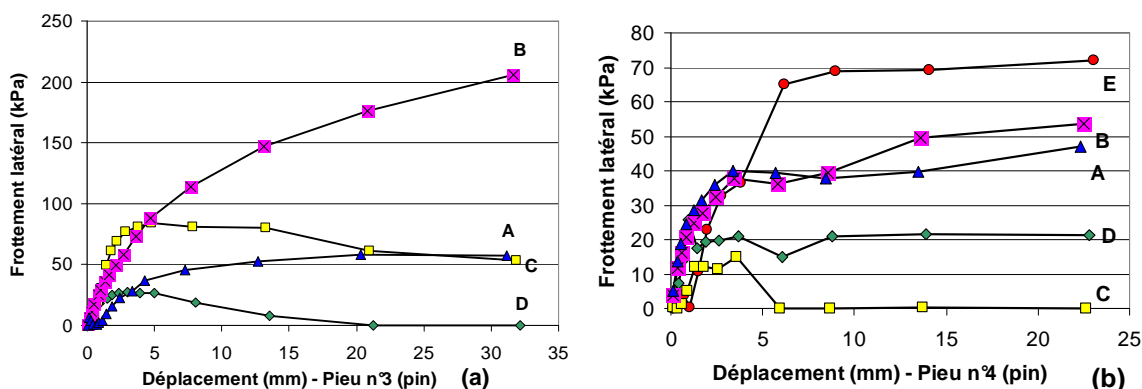 Frottement latéral (kPa)
250
200
150
100
50
0
B
A
C
D
0 5 10 15 20 25 30 35
Déplacement (mm) - Pieu n°3 (pin) (a)
Frottement latéral (kPa)
80
70
60
50
40
30
20
10
0
E
B
A
D
C
0 5 10 15 20 25
Déplacement (mm) - Pieu n°4 (pin) (b)